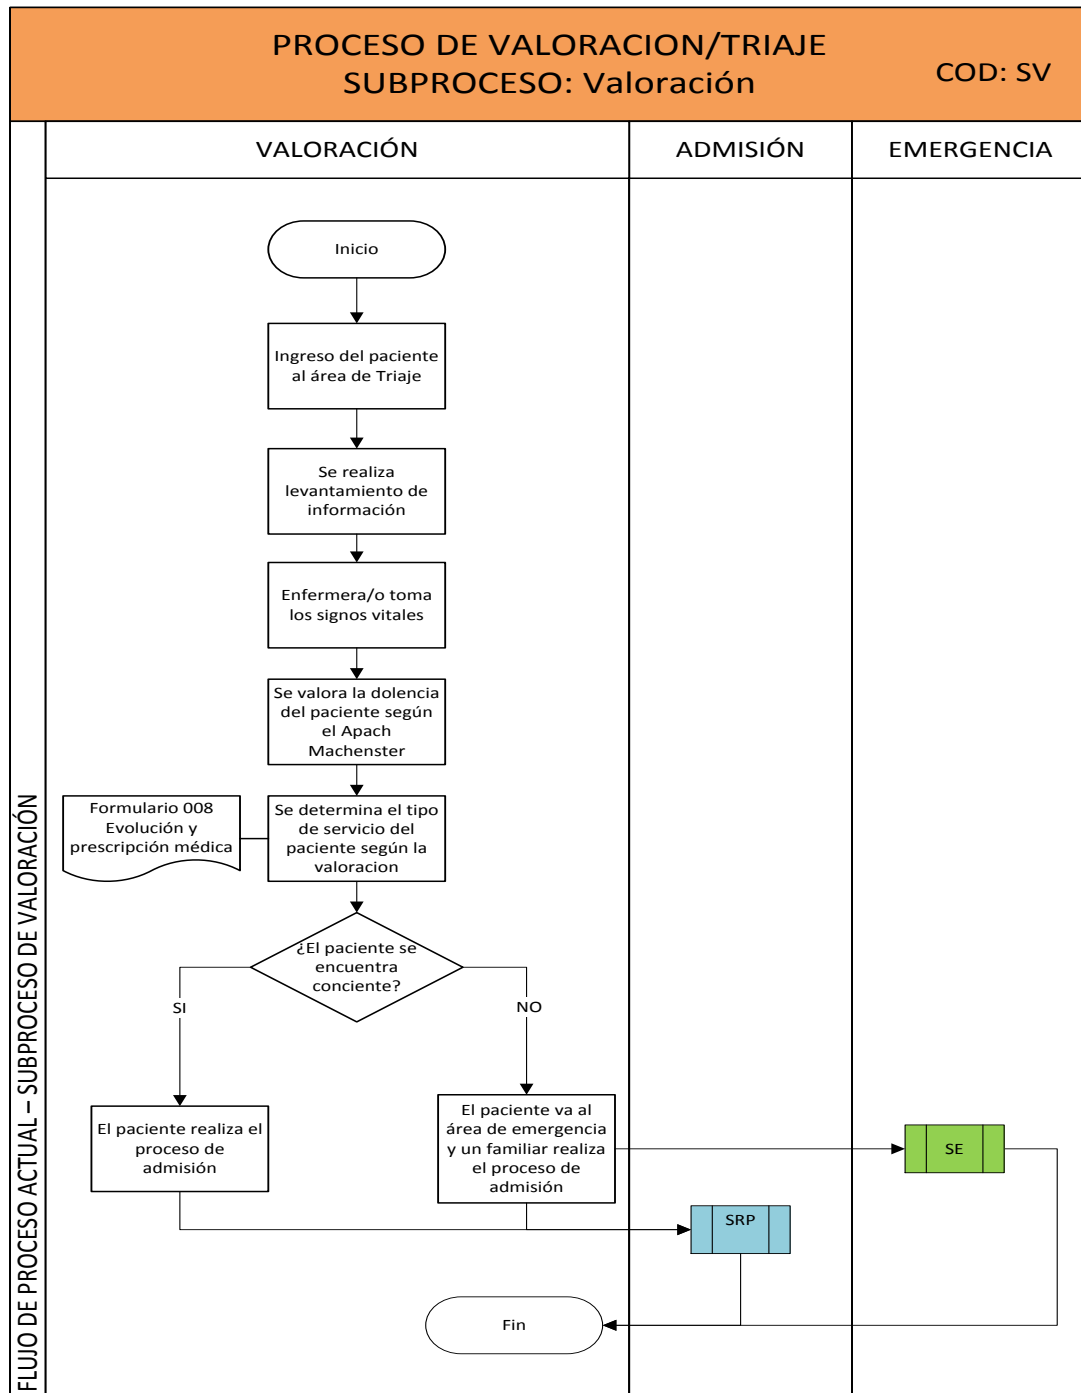 PROCESO DE VALORACION/TRIAJE
SUBPROCESO: Valoración
COD: SV
VALORACIÓN
ADMISIÓN
EMERGENCIA
FLUJO DE PROCESO ACTUAL – SUBPROCESO DE VALORACIÓN
Inicio
Ingreso del paciente
al área de Triaje
Se realiza
levantamiento de
información
Enfermera/o toma
los signos vitales
Se valora la dolencia
del paciente según
el Apach
Machenster
Formulario 008
Evolución y
prescripción médica
Se determina el tipo
de servicio del
paciente según la
valoracion
¿El paciente se
encuentra
conciente?
SI
NO
El paciente realiza el
proceso de
admisión
El paciente va al
área de emergencia
y un familiar realiza
el proceso de
admisión
SE
SRP
Fin